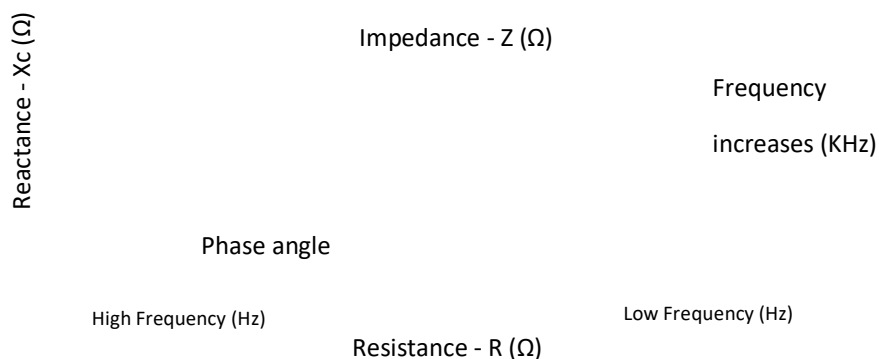 Impedance - Z (Ω)
Reactance - Xc (Ω)
Frequency
increases (KHz)
Phase angle
High Frequency (Hz)
Low Frequency (Hz)
Resistance - R (Ω)